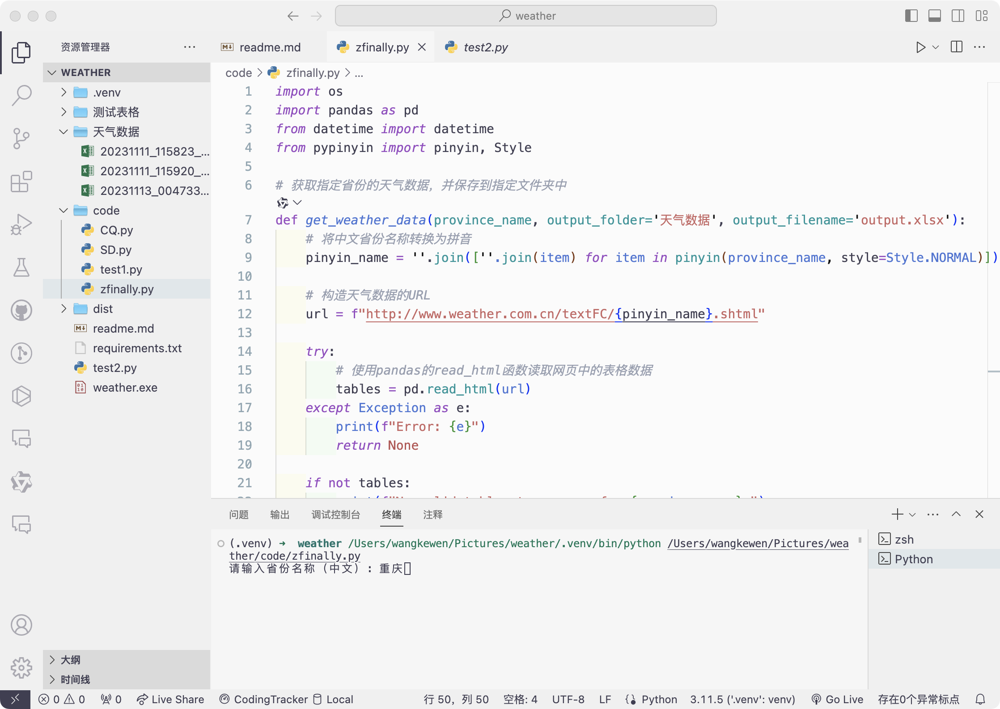 weather
资源管理器
readme.md
zfinally.py
test2.py
WEATHER
.venv
测试表格
天气数据
20231111_115823_...
20231111_115920_...
20231113_004733...
code
CQ.py
SD.py
test1.py
zfinally.py
dist
readme.md
requirements.txt
test2.py
weather.exe
大纲
时间线
code > zfinally.py > ...
1 import os
2 import pandas as pd
3 from datetime import datetime
4 from pypinyin import pinyin, Style
5
6 # 获取指定省份的天气数据，并保存到指定文件夹中
7 def get_weather_data(province_name, output_folder='天气数据', output_filename='output.xlsx'):
8 # 将中文省份名称转换为拼音
9 pinyin_name = ''.join([''.join(item) for item in pinyin(province_name, style=Style.NORMAL)])
10
11 # 构造天气数据的URL
12 url = f"http://www.weather.com.cn/textFC/{pinyin_name}.shtml"
13
14 try:
15 # 使用pandas的read_html函数读取网页中的表格数据
16 tables = pd.read_html(url)
17 except Exception as e:
18 print(f"Error: {e}")
19 return None
20
21 if not tables:
问题 输出 调试控制台 终端 注释
(.venv) ➜ weather /Users/wangkewen/Pictures/weather/.venv/bin/python /Users/wangkewen/Pictures/wea
ther/code/zfinally.py
请输入省份名称（中文）：重庆
zsh
Python
0 0 0 Live Share CodingTracker Local 行 50，列 50 空格: 4 UTF-8 LF Python 3.11.5 ('.venv': venv) Go Live 存在0个异常标点